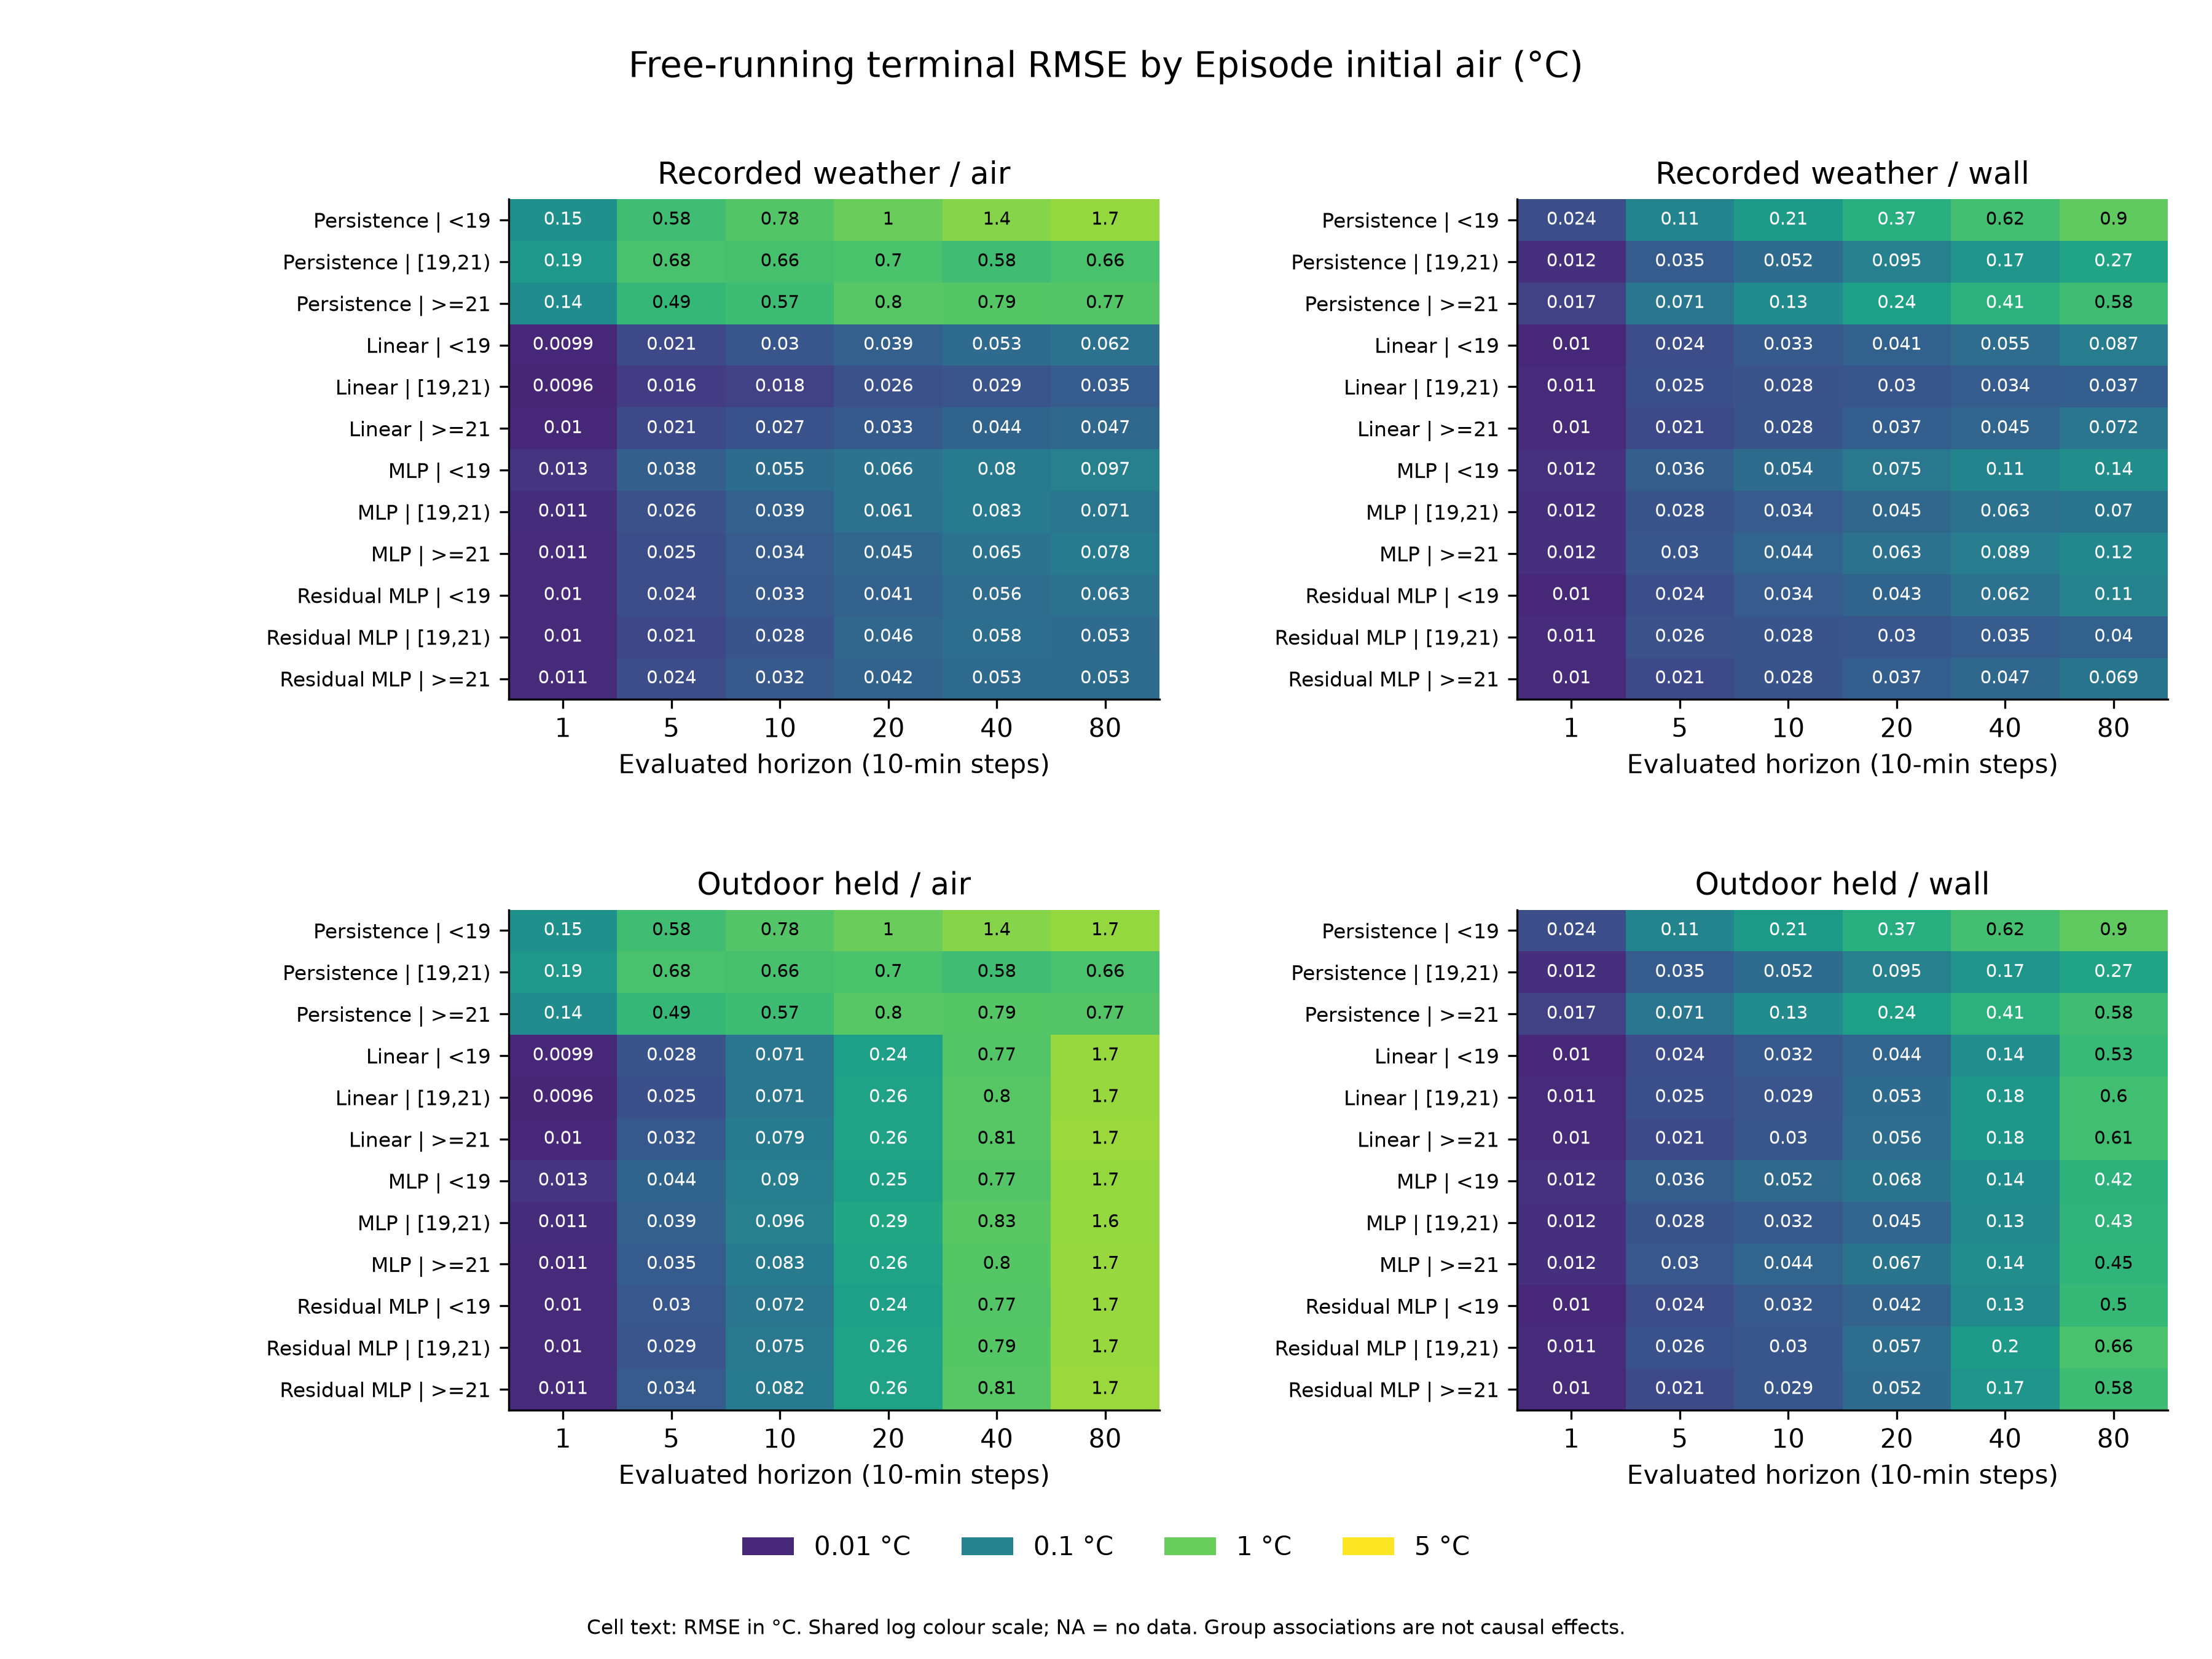 Free-running terminal RMSE by Episode initial air (°C)
Recorded weather / air
Persistence | <19 0.15 0.58 0.78 1 1.4 1.7
Persistence | [19,21) 0.19 0.68 0.66 0.7 0.58 0.66
Persistence | >=21 0.14 0.49 0.57 0.8 0.79 0.77
Linear | <19 0.0099 0.021 0.03 0.039 0.053 0.062
Linear | [19,21) 0.0096 0.016 0.018 0.026 0.029 0.035
Linear | >=21 0.01 0.021 0.027 0.033 0.044 0.047
MLP | <19 0.013 0.038 0.055 0.066 0.08 0.097
MLP | [19,21) 0.011 0.026 0.039 0.061 0.083 0.071
MLP | >=21 0.011 0.025 0.034 0.045 0.065 0.078
Residual MLP | <19 0.01 0.024 0.033 0.041 0.056 0.063
Residual MLP | [19,21) 0.01 0.021 0.028 0.046 0.058 0.053
Residual MLP | >=21 0.011 0.024 0.032 0.042 0.053 0.053
1 5 10 20 40 80
Evaluated horizon (10-min steps)
Recorded weather / wall
Persistence | <19 0.024 0.11 0.21 0.37 0.62 0.9
Persistence | [19,21) 0.012 0.035 0.052 0.095 0.17 0.27
Persistence | >=21 0.017 0.071 0.13 0.24 0.41 0.58
Linear | <19 0.01 0.024 0.033 0.041 0.055 0.087
Linear | [19,21) 0.011 0.025 0.028 0.03 0.034 0.037
Linear | >=21 0.01 0.021 0.028 0.037 0.045 0.072
MLP | <19 0.012 0.036 0.054 0.075 0.11 0.14
MLP | [19,21) 0.012 0.028 0.034 0.045 0.063 0.07
MLP | >=21 0.012 0.03 0.044 0.063 0.089 0.12
Residual MLP | <19 0.01 0.024 0.034 0.043 0.062 0.11
Residual MLP | [19,21) 0.011 0.026 0.028 0.03 0.035 0.04
Residual MLP | >=21 0.01 0.021 0.028 0.037 0.047 0.069
1 5 10 20 40 80
Evaluated horizon (10-min steps)
Outdoor held / air
Persistence | <19 0.15 0.58 0.78 1 1.4 1.7
Persistence | [19,21) 0.19 0.68 0.66 0.7 0.58 0.66
Persistence | >=21 0.14 0.49 0.57 0.8 0.79 0.77
Linear | <19 0.0099 0.028 0.071 0.24 0.77 1.7
Linear | [19,21) 0.0096 0.025 0.071 0.26 0.8 1.7
Linear | >=21 0.01 0.032 0.079 0.26 0.81 1.7
MLP | <19 0.013 0.044 0.09 0.25 0.77 1.7
MLP | [19,21) 0.011 0.039 0.096 0.29 0.83 1.6
MLP | >=21 0.011 0.035 0.083 0.26 0.8 1.7
Residual MLP | <19 0.01 0.03 0.072 0.24 0.77 1.7
Residual MLP | [19,21) 0.01 0.029 0.075 0.26 0.79 1.7
Residual MLP | >=21 0.011 0.034 0.082 0.26 0.81 1.7
1 5 10 20 40 80
Evaluated horizon (10-min steps)
Outdoor held / wall
Persistence | <19 0.024 0.11 0.21 0.37 0.62 0.9
Persistence | [19,21) 0.012 0.035 0.052 0.095 0.17 0.27
Persistence | >=21 0.017 0.071 0.13 0.24 0.41 0.58
Linear | <19 0.01 0.024 0.032 0.044 0.14 0.53
Linear | [19,21) 0.011 0.025 0.029 0.053 0.18 0.6
Linear | >=21 0.01 0.021 0.03 0.056 0.18 0.61
MLP | <19 0.012 0.036 0.052 0.068 0.14 0.42
MLP | [19,21) 0.012 0.028 0.032 0.045 0.13 0.43
MLP | >=21 0.012 0.03 0.044 0.067 0.14 0.45
Residual MLP | <19 0.01 0.024 0.032 0.042 0.13 0.5
Residual MLP | [19,21) 0.011 0.026 0.03 0.057 0.2 0.66
Residual MLP | >=21 0.01 0.021 0.029 0.052 0.17 0.58
1 5 10 20 40 80
Evaluated horizon (10-min steps)
0.01 °C 0.1 °C 1 °C 5 °C
Cell text: RMSE in °C. Shared log colour scale; NA = no data. Group associations are not causal effects.